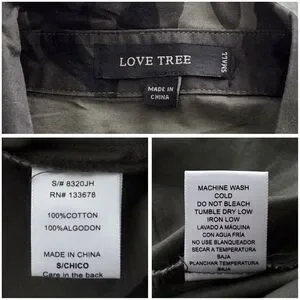 LOVE TREE
SMALL
MADE IN
CHINA
S/# 8320JH
RN# 133678
100%COTTON
100%ALGODON
MADE IN CHINA
S/CHICO
Care in the back
MACHINE WASH
COLD
DO NOT BLEACH
TUMBLE DRY LOW
IRON LOW
LAVADO A MÁQUINA
CON AGUA FRÍA
NO USE BLANQUEADOR
SECAR A TEMPERATURA
BAJA
PLANCHAR TEMPERATURA
BAJA